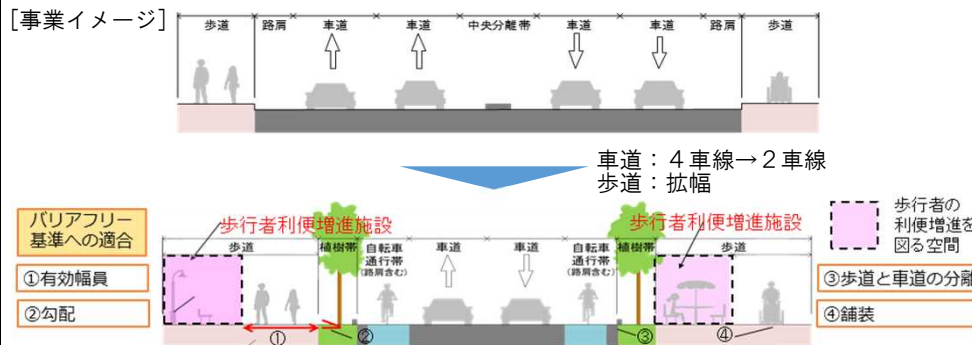 [事業イメージ]
歩道 路肩 車道 車道 中央分離帯 車道 車道 路肩 歩道
車道：４車線→２車線
歩道：拡幅
バリアフリー
基準への適合
①有効幅員
②勾配
歩行者利便増進施設
歩行者利便増進施設
歩道 植樹帯 自転車
通行帯
(路肩含む) 車道 車道 自転車
通行帯
(路肩含む) 植樹帯 歩道
① ② ③ ④
歩行者の
利便増進を
図る空間
③歩道と車道の分離
④舗装